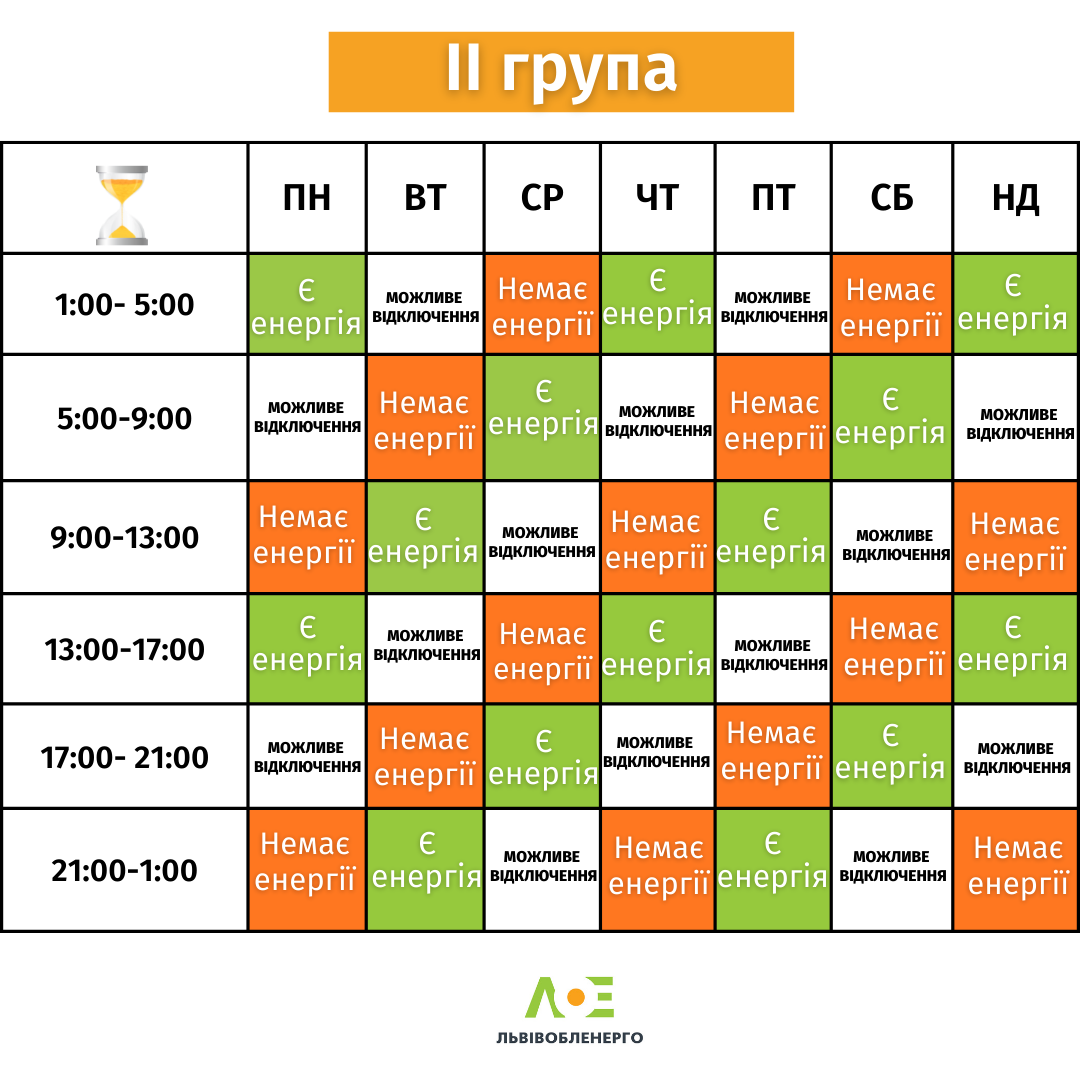 II група
ПН ВТ СР ЧТ ПТ СБ НД
1:00- 5:00
Є
енергія
МОЖЛИВЕ
ВІДКЛЮЧЕННЯ
Немає
енергії
Є
енергія
МОЖЛИВЕ
ВІДКЛЮЧЕННЯ
Немає
енергії
Є
енергія
5:00-9:00
МОЖЛИВЕ
ВІДКЛЮЧЕННЯ
Немає
енергії
Є
енергія
МОЖЛИВЕ
ВІДКЛЮЧЕННЯ
Немає
енергії
Є
енергія
МОЖЛИВЕ
ВІДКЛЮЧЕННЯ
9:00-13:00
Немає
енергії
Є
енергія
МОЖЛИВЕ
ВІДКЛЮЧЕННЯ
Немає
енергії
Є
енергія
МОЖЛИВЕ
ВІДКЛЮЧЕННЯ
Немає
енергії
13:00-17:00
Є
енергія
МОЖЛИВЕ
ВІДКЛЮЧЕННЯ
Немає
енергії
Є
енергія
МОЖЛИВЕ
ВІДКЛЮЧЕННЯ
Немає
енергії
Є
енергія
17:00- 21:00
МОЖЛИВЕ
ВІДКЛЮЧЕННЯ
Немає
енергії
Є
енергія
МОЖЛИВЕ
ВІДКЛЮЧЕННЯ
Немає
енергії
Є
енергія
МОЖЛИВЕ
ВІДКЛЮЧЕННЯ
21:00-1:00
Немає
енергії
Є
енергія
МОЖЛИВЕ
ВІДКЛЮЧЕННЯ
Немає
енергії
Є
енергія
МОЖЛИВЕ
ВІДКЛЮЧЕННЯ
Немає
енергії
ЛОЕ
ЛЬВІВОБЛЕНЕРГО